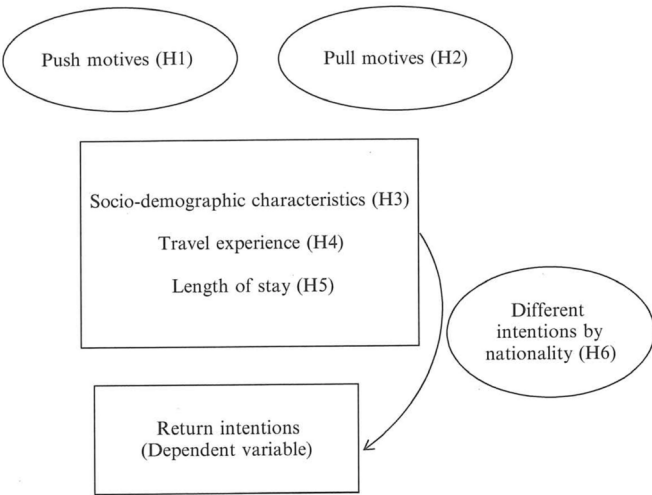 Push motives (H1)
Pull motives (H2)
Socio-demographic characteristics (H3)
Travel experience (H4)
Length of stay (H5)
Different
intentions by
nationality (H6)
Return intentions
(Dependent variable)